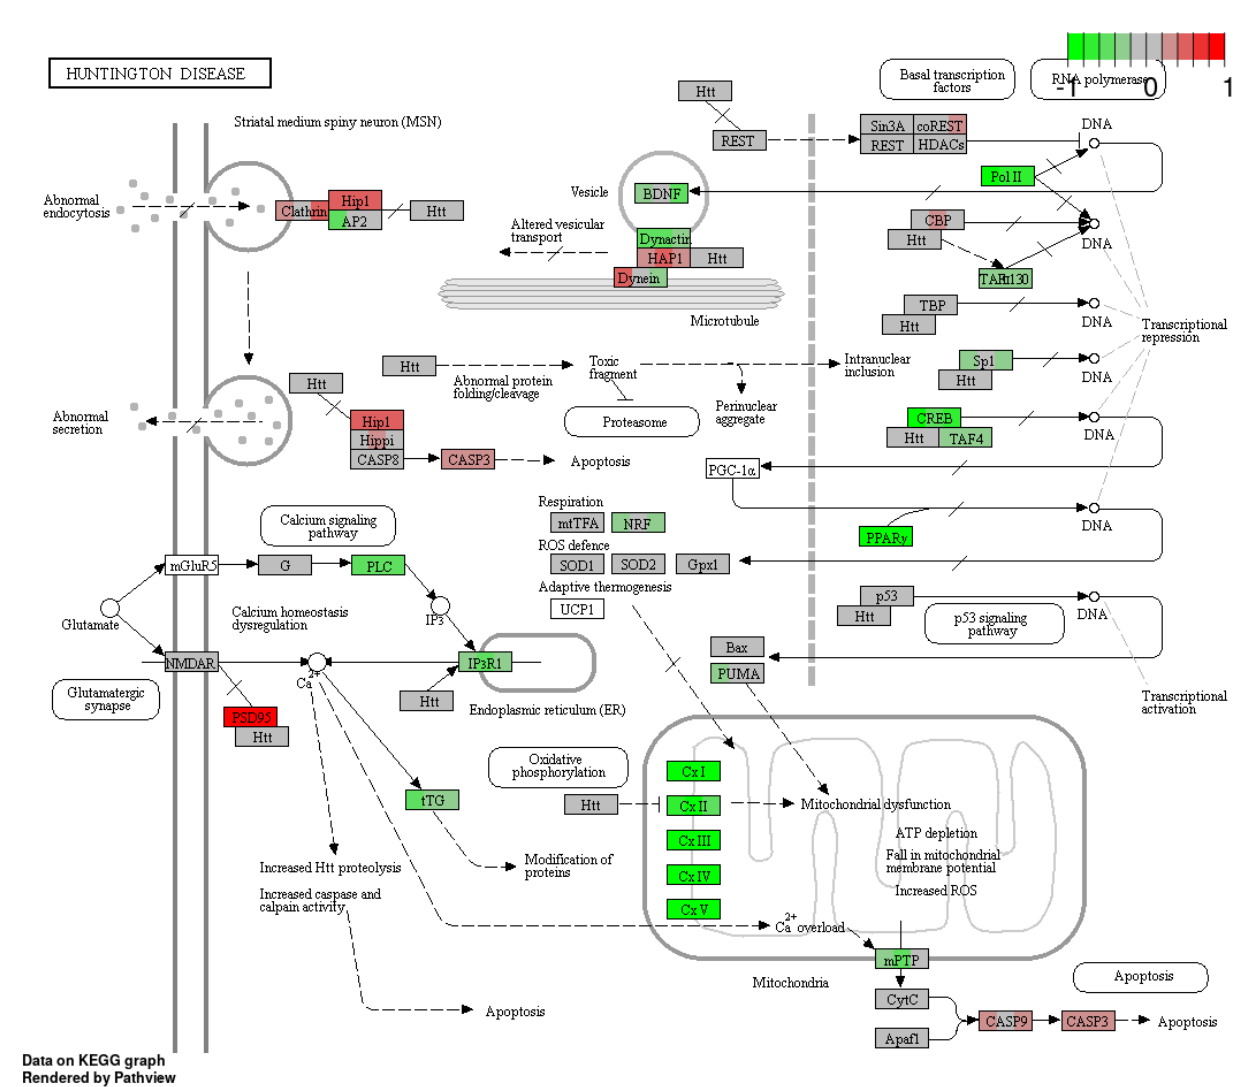 HUNTINGTON DISEASE
-1 0 1
Basal transcription
factors
RNA polymerase
Striatal medium spiny neuron (MSN)
Htt
REST
Sin3A coREST
REST HDACs
DNA
Pol II
Vesicle
BDNF
Abnormal
endocytosis
Clathrin
Hip1
AP2
Htt
Altered vesicular
transport
Dynactin
HAP1
Htt
Dynein
Microtubule
CBP
Htt
DNA
TBP
Htt
DNA
Transcriptional
repression
Htt
Abnormal protein
folding/cleavage
Toxic
fragment
Intranuclear
inclusion
Perinuclear
aggregate
Proteasome
Sp1
Htt
DNA
Htt
Hip1
Hippi
CASP8
CASP3
Apoptosis
Abnormal
secretion
CREB
Htt
TAF4
DNA
PGC-1α
Respiration
mtTFA
NRF
PPARγ
DNA
Calcium signaling
pathway
ROS defence
SOD1
SOD2
Gpx1
Adaptive thermogenesis
UCP1
mGluR5
G
PLC
IP3
Glutamate
Calcium homeostasis
dysregulation
p53
Htt
p53 signaling
pathway
DNA
NMDAR
Ca2+
IP3R1
Htt
Endoplasmic reticulum (ER)
Bax
PUMA
Glutamatergic
synapse
PSD95
Htt
Transcriptional
activation
Oxidative
phosphorylation
Cx I
tTG
Htt
Cx II
Mitochondrial dysfunction
Cx III
ATP depletion
Fall in mitochondrial
membrane potential
Increased ROS
Cx IV
Cx V
Increased Htt proteolysis
Modification of
proteins
Increased caspase and
calpain activity
Ca2+ overload
mPTP
Mitochondria
CytC
Apaf1
CASP9
CASP3
Apoptosis
Apoptosis
Apoptosis
Data on KEGG graph
Rendered by Pathview